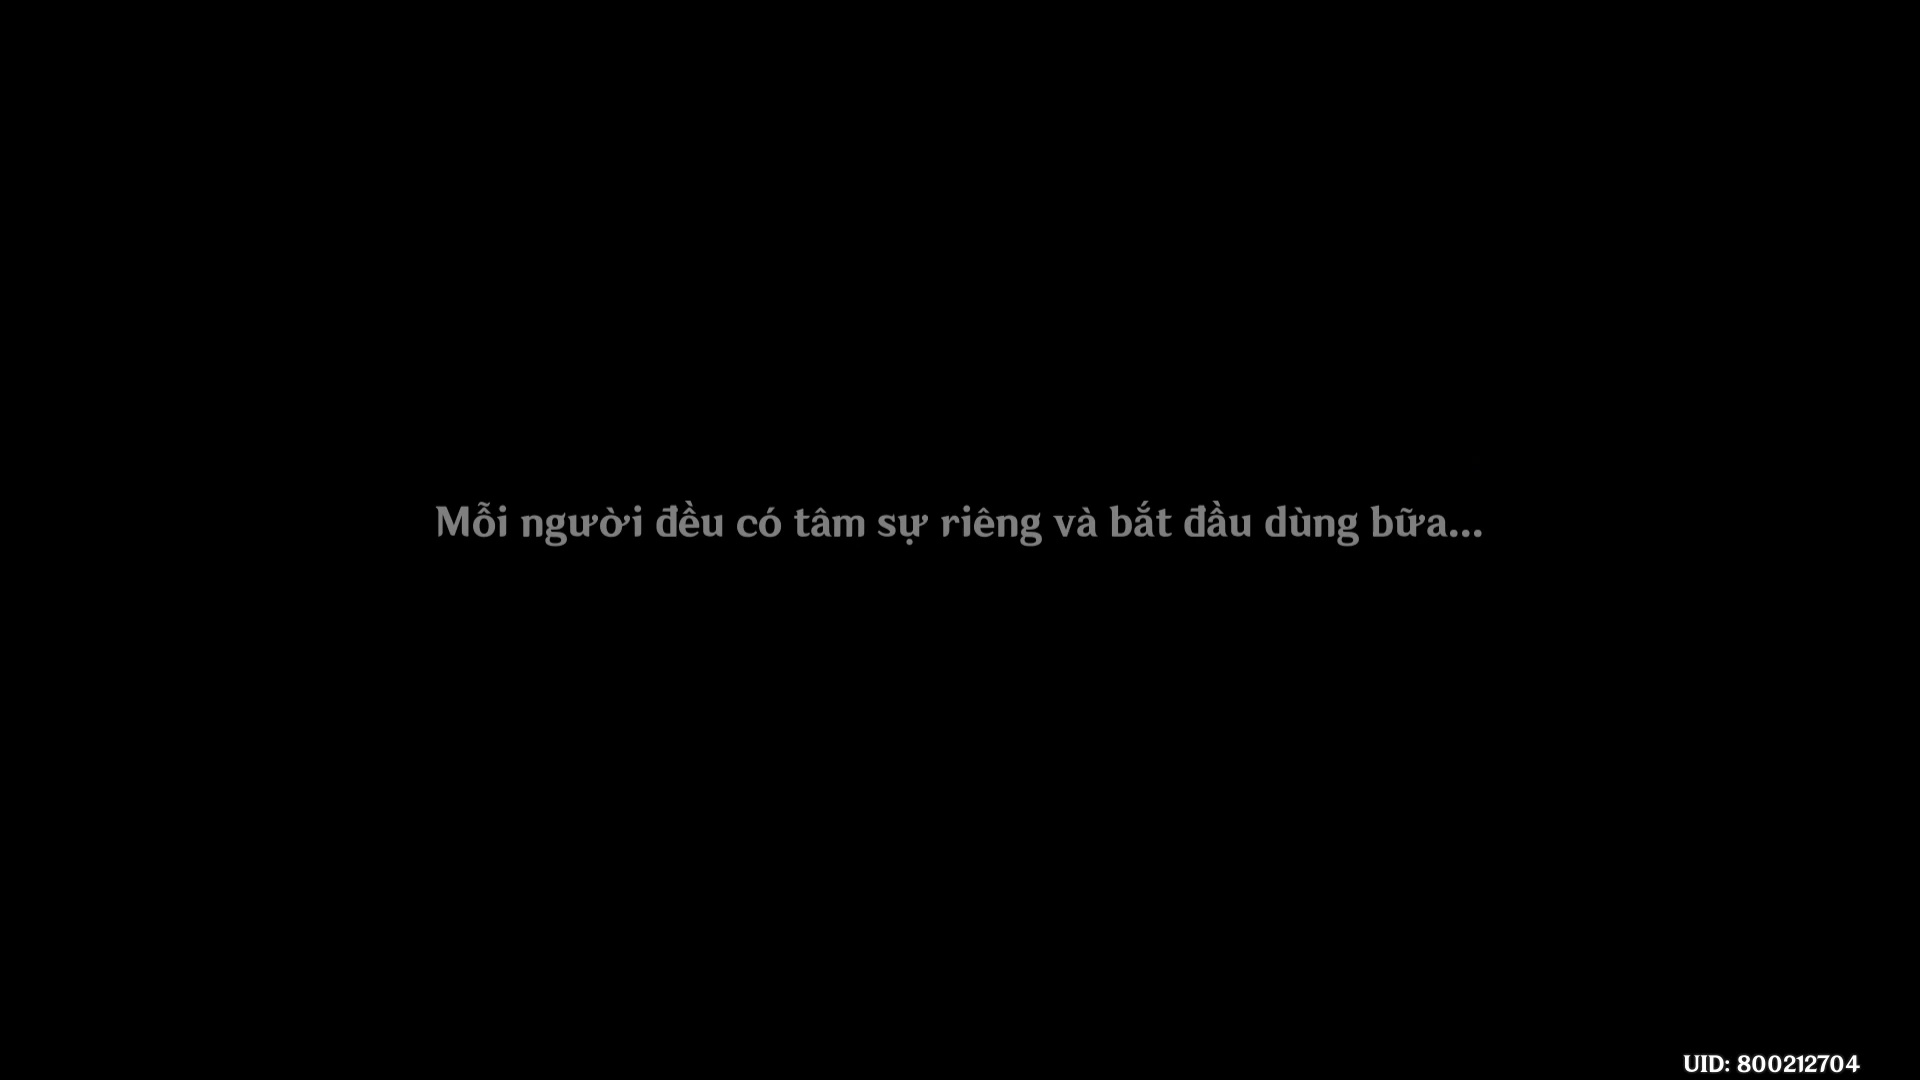 Mỗi người đều có tâm sự riêng và bắt đầu dùng bữa...
UID: 800212704